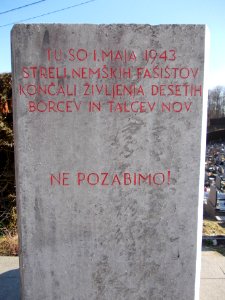 TU SO 1. MAJA 1943
STRELI NEMŠKIH FAŠISTOV
KONČALI ŽIVLJENJA DESETIH
BORCEV IN TALCEV NOV
NE POZABIMO!